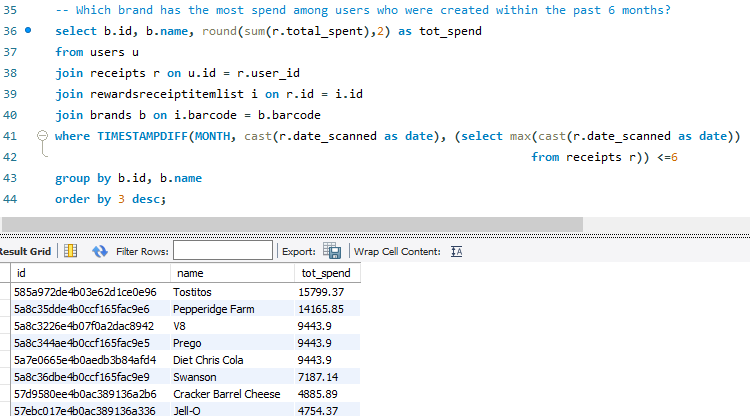 35 -- Which brand has the most spend among users who were created within the past 6 months?
36 select b.id, b.name, round(sum(r.total_spent),2) as tot_spend
37 from users u
38 join receipts r on u.id = r.user_id
39 join rewardsreceiptitemlist i on r.id = i.id
40 join brands b on i.barcode = b.barcode
41 where TIMESTAMPDIFF(MONTH, cast(r.date_scanned as date), (select max(cast(r.date_scanned as date))
42 from receipts r)) <=6
43 group by b.id, b.name
44 order by 3 desc;
Result Grid Filter Rows: Export: Wrap Cell Content: IA
id name tot_spend
585a972de4b03e62d1ce0e96 Tostitos 15799.37
5a8c35dde4b0ccf165fac9e6 Pepperidge Farm 14165.85
5a8c3226e4b07f0a2dac8942 V8 9443.9
5a8c344ae4b0ccf165fac9e5 Prego 9443.9
5a7e0665e4b0aedb3b84afd4 Diet Chris Cola 9443.9
5a8c36dbe4b0ccf165fac9e9 Swanson 7187.14
57d9580ee4b0ac389136a2b6 Cracker Barrel Cheese 4885.89
57ebc017e4b0ac389136a336 Jell-O 4754.37